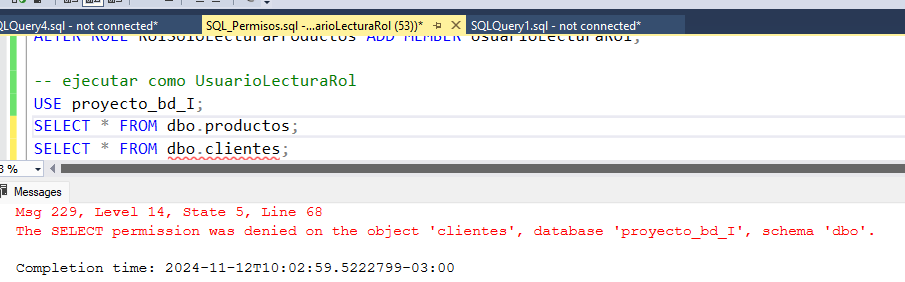 QLQuery4.sql - not connected*
SQL_Permisos.sql -...arioLecturaRol (53))*
SQLQuery1.sql - not connected*
ALTER ROLE RolSoloLecturaProductos ADD MEMBER UsuarioLecturaRol;
-- ejecutar como UsuarioLecturaRol
USE proyecto_bd_I;
SELECT * FROM dbo.productos;
SELECT * FROM dbo.clientes;
3 %
Messages
Msg 229, Level 14, State 5, Line 68
The SELECT permission was denied on the object 'clientes', database 'proyecto_bd_I', schema 'dbo'.
Completion time: 2024-11-12T10:02:59.5222799-03:00